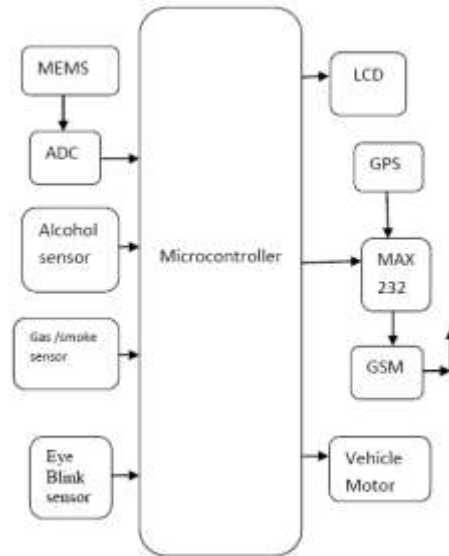 MEMS
ADC
Alcohol
sensor
Gas /smoke
sensor
Eye
Blink
sensor
Microcontroller
LCD
GPS
MAX
232
GSM
Vehicle
Motor